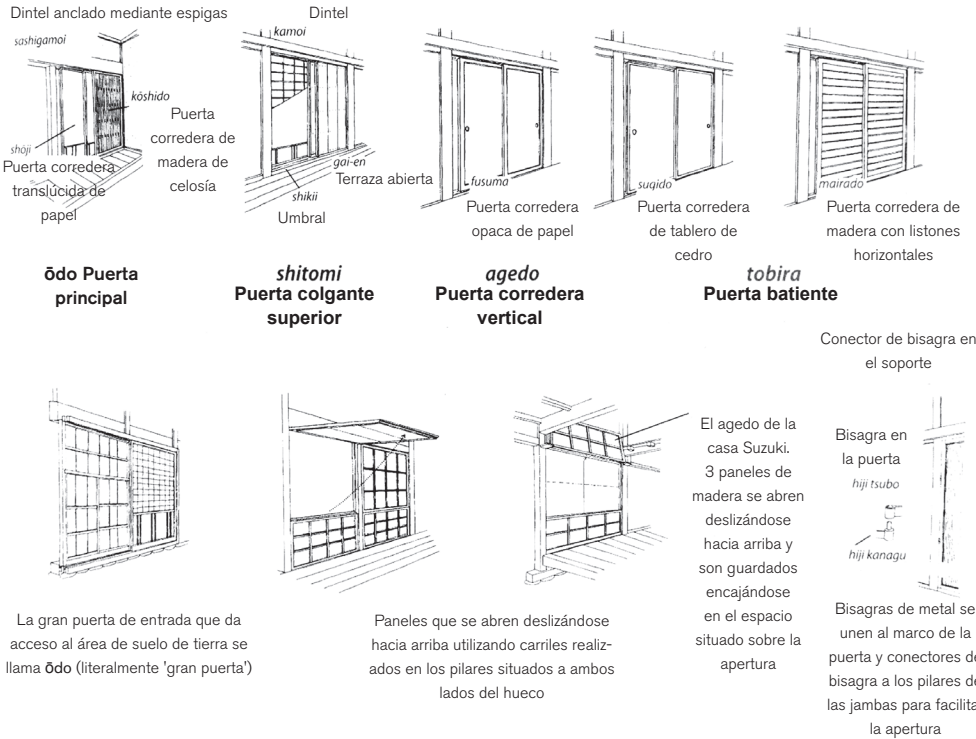 Dintel anclado mediante espigas
sashigamoi
kōshido
Puerta
corredera de
madera de
celosía
shōji
Puerta corredera
translúcida de
papel
Dintel
kamoi
gai-en
Terraza abierta
shikii
Umbral
fusuma
Puerta corredera
opaca de papel
sugido
Puerta corredera
de tablero de
cedro
mairado
Puerta corredera de
madera con listones
horizontales
ōdo Puerta
principal
shitomi
Puerta colgante
superior
agedo
Puerta corredera
vertical
tobira
Puerta batiente
La gran puerta de entrada que da
acceso al área de suelo de tierra se
llama ōdo (literalmente 'gran puerta')
Paneles que se abren deslizándose
hacia arriba utilizando carriles realiz-
ados en los pilares situados a ambos
lados del hueco
El agedo de la
casa Suzuki.
3 paneles de
madera se abren
deslizándose
hacia arriba y
son guardados
encajándose
en el espacio
situado sobre la
apertura
Conector de bisagra en
el soporte
Bisagra en
la puerta
hiji tsubo
hiji kanagu
Bisagras de metal se
unen al marco de la
puerta y conectores de
bisagra a los pilares de
las jambas para facilita
la apertura